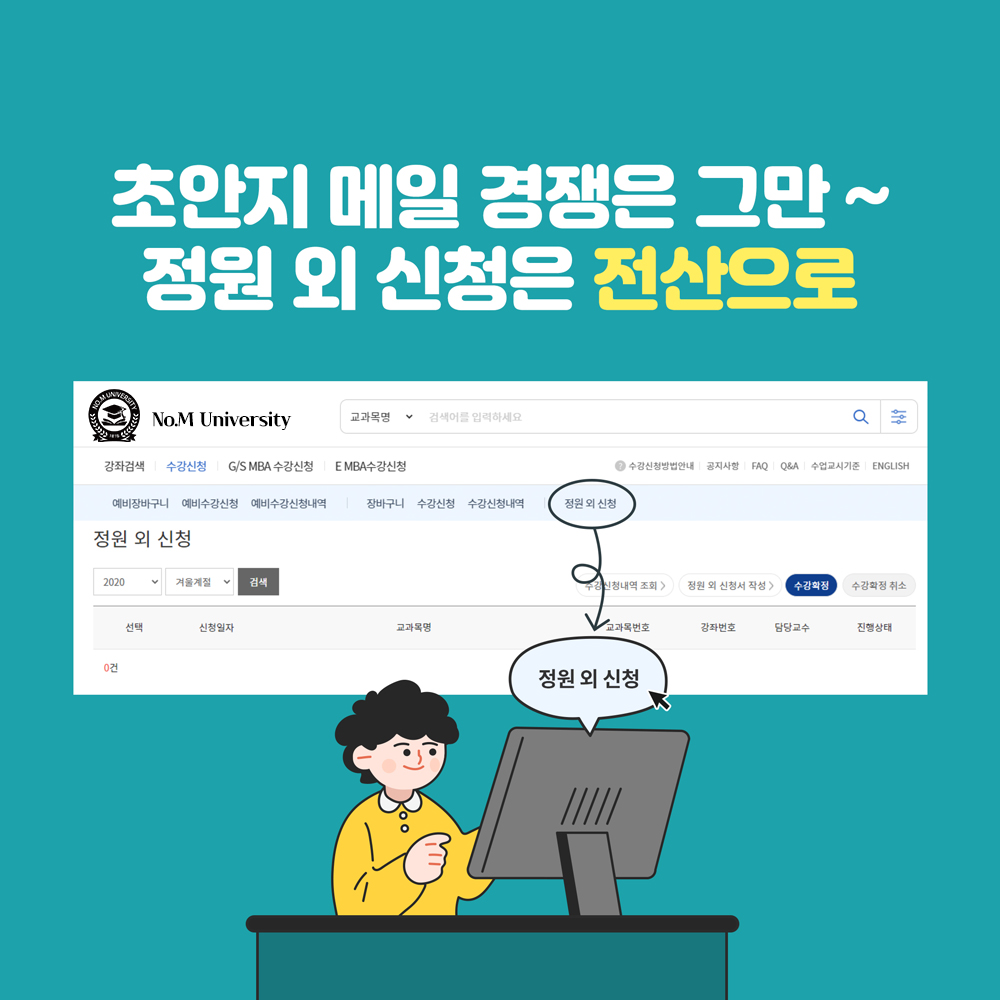 초안지 메일 경쟁은 그만 ~
정원 외 신청은 전산으로
NO.M UNIVERSITY
No.M University
교과목명 검색어를 입력하세요
강좌검색 수강신청 G/S MBA 수강신청 E MBA수강신청
? 수강신청방법안내 공지사항 FAQ Q&A 수업교시기준 ENGLISH
예비장바구니 예비수강신청 예비수강신청내역 장바구니 수강신청 수강신청내역 정원 외 신청
정원 외 신청
2020 겨울계절 검색
수강신청내역 조회 정원 외 신청서 작성 수강확정 수강확정 취소
선택 신청일자 교과목명 교과목번호 강좌번호 담당교수 진행상태
0건
정원 외 신청